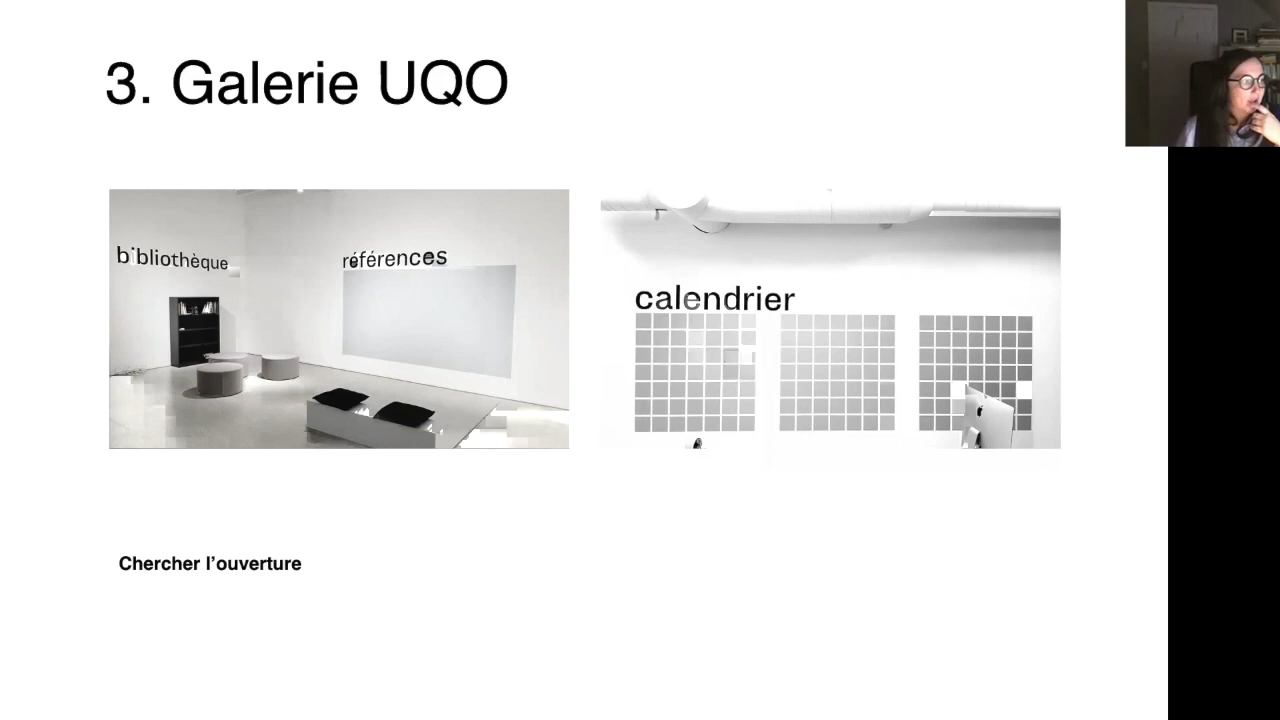 3. Galerie UQO
bibliothèque
références
calendrier
Chercher l’ouverture